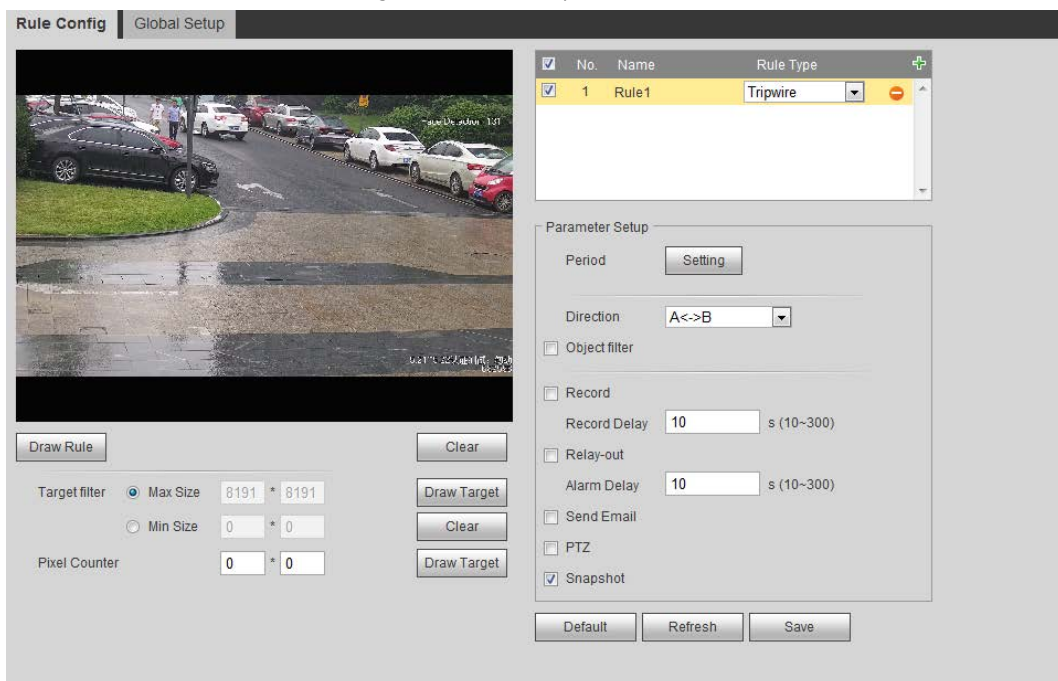 Rule Config Global Setup
No. Name Rule Type
1 Rule1 Tripwire
Parameter Setup
Period Setting
Direction A<->B
Object filter
Record
Record Delay 10 s (10~300)
Relay-out
Alarm Delay 10 s (10~300)
Send Email
PTZ
Snapshot
Default Refresh Save
Draw Rule Clear
Target filter Max Size 8191 * 8191 Draw Target
Min Size 0 * 0 Clear
Pixel Counter 0 * 0 Draw Target